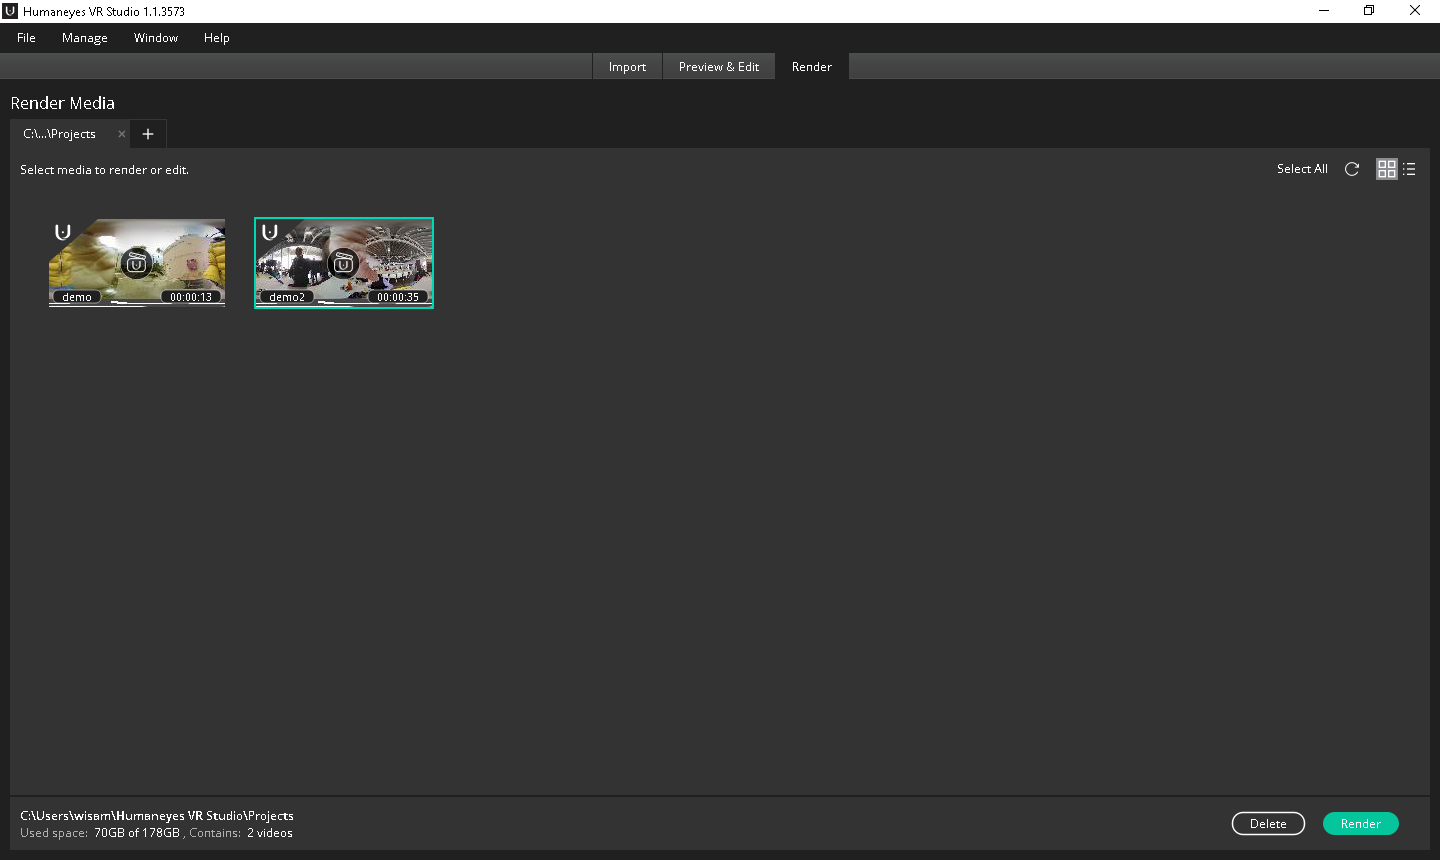 Humaneyes VR Studio 1.1.3573
File Manage Window Help
Import Preview & Edit Render
Render Media
C:\...\Projects × +
Select media to render or edit.
Select All
demo 00:00:13
demo2 00:00:35
C:\Users\wisam\Humaneyes VR Studio\Projects
Used space: 70GB of 178GB , Contains: 2 videos
Delete Render